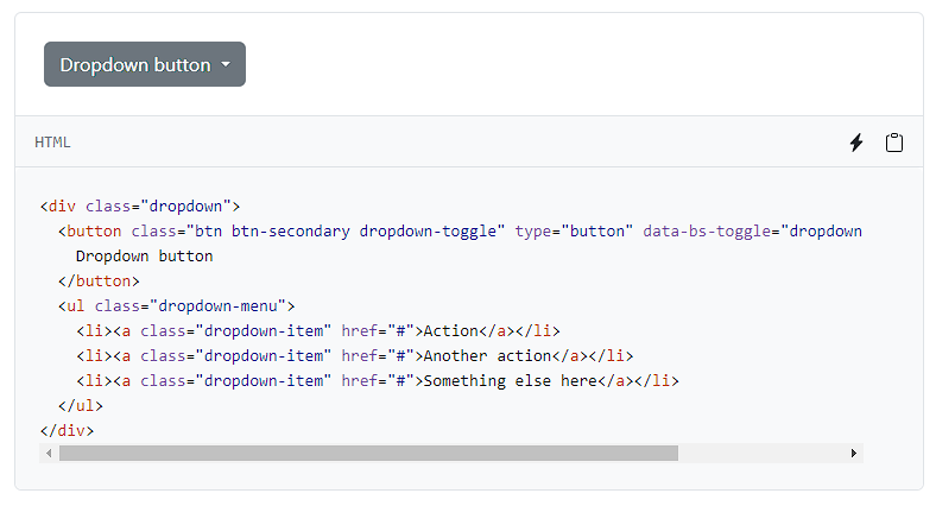 Dropdown button
HTML
<div class="dropdown">
  <button class="btn btn-secondary dropdown-toggle" type="button" data-bs-toggle="dropdown
    Dropdown button
  </button>
  <ul class="dropdown-menu">
    <li><a class="dropdown-item" href="#">Action</a></li>
    <li><a class="dropdown-item" href="#">Another action</a></li>
    <li><a class="dropdown-item" href="#">Something else here</a></li>
  </ul>
</div>